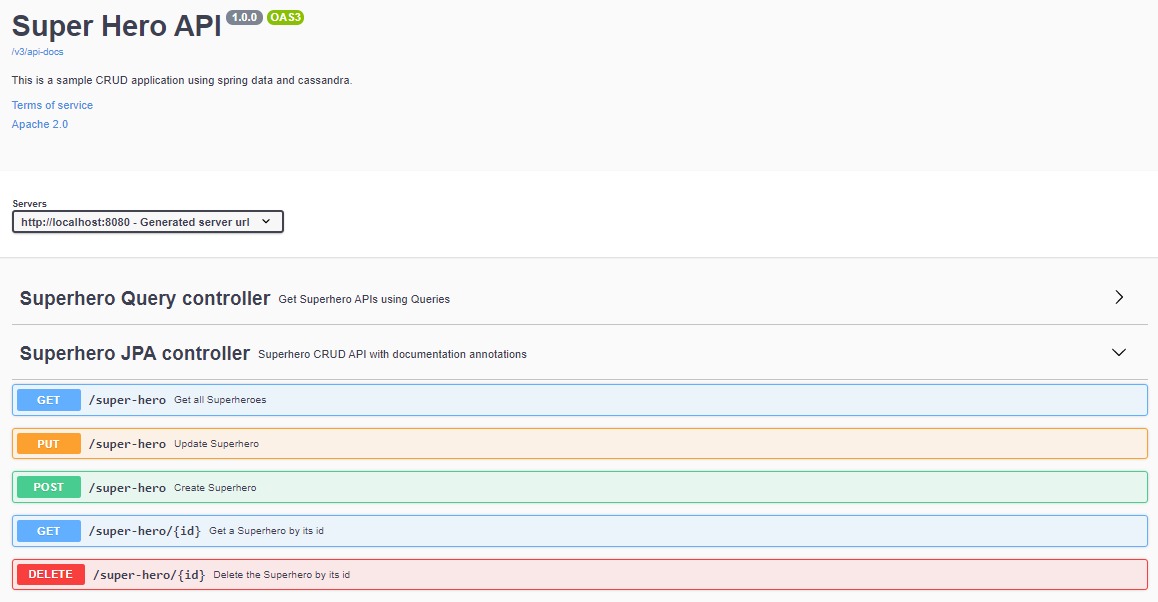 Super Hero API 1.0.0 OAS3
/v3/api-docs
This is a sample CRUD application using spring data and cassandra.
Terms of service
Apache 2.0
Servers
http://localhost:8080 - Generated server url
Superhero Query controller Get Superhero APIs using Queries
Superhero JPA controller Superhero CRUD API with documentation annotations
GET /super-hero Get all Superheroes
PUT /super-hero Update Superhero
POST /super-hero Create Superhero
GET /super-hero/{id} Get a Superhero by its id
DELETE /super-hero/{id} Delete the Superhero by its id